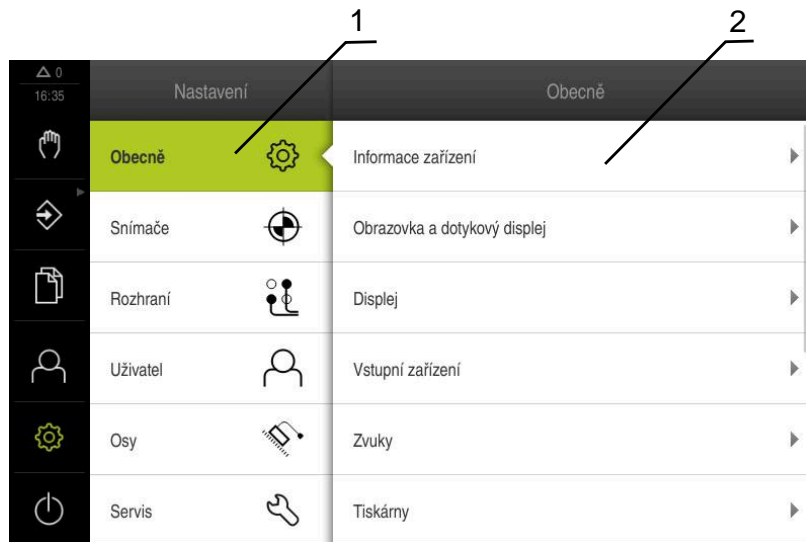 1
2
0
16:35
Nastavení
Obecně
Obecně
Snímače
Rozhraní
Uživatel
Osy
Servis
Informace zařízení
Obrazovka a dotykový displej
Displej
Vstupní zařízení
Zvuky
Tiskárny